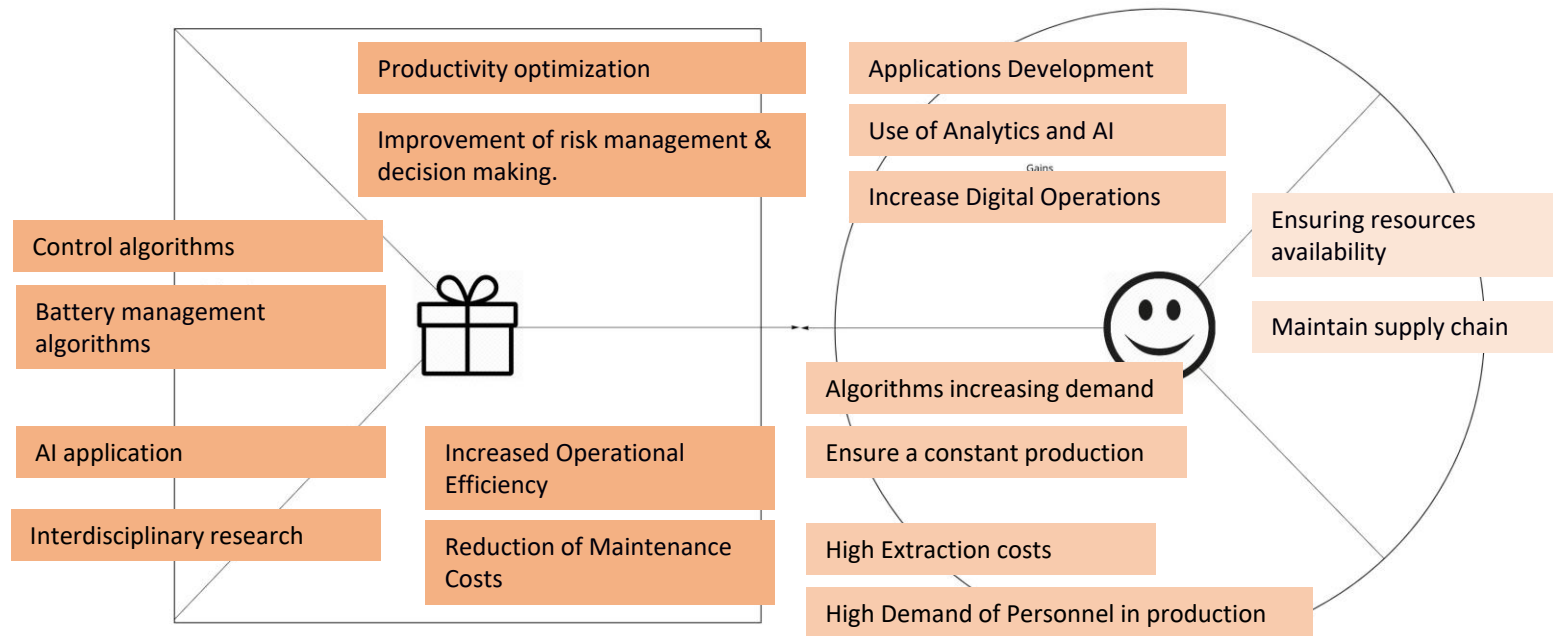 Productivity optimization
Improvement of risk management &
decision making.
Control algorithms
Battery management
algorithms
AI application
Interdisciplinary research
Increased Operational
Efficiency
Reduction of Maintenance
Costs
Applications Development
Use of Analytics and AI
Gains
Increase Digital Operations
Ensuring resources
availability
Maintain supply chain
Algorithms increasing demand
Ensure a constant production
High Extraction costs
High Demand of Personnel in production